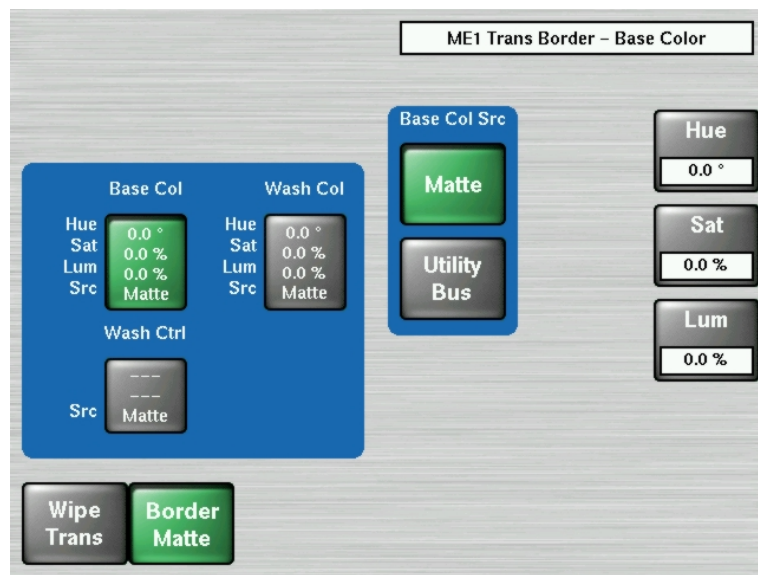 ME1 Trans Border – Base Color
Base Col Src
Matte
Utility
Bus
Hue
0.0 °
Sat
0.0 %
Lum
0.0 %
Base Col
Hue
Sat
Lum
Src
0.0 °
0.0 %
0.0 %
Matte
Wash Col
Hue
Sat
Lum
Src
0.0 °
0.0 %
0.0 %
Matte
Wash Ctrl
Src
---
---
Matte
Wipe
Trans
Border
Matte